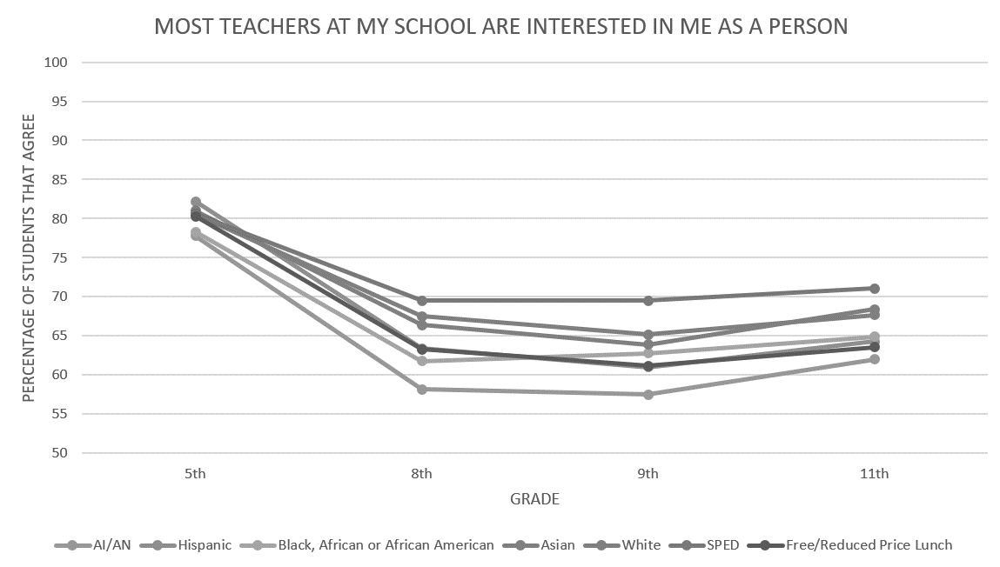 MOST TEACHERS AT MY SCHOOL ARE INTERESTED IN ME AS A PERSON
PERCENTAGE OF STUDENTS THAT AGREE
100
95
90
85
80
75
70
65
60
55
50
5th 8th 9th 11th
GRADE
AI/AN Hispanic Black, African or African American Asian White SPED Free/Reduced Price Lunch